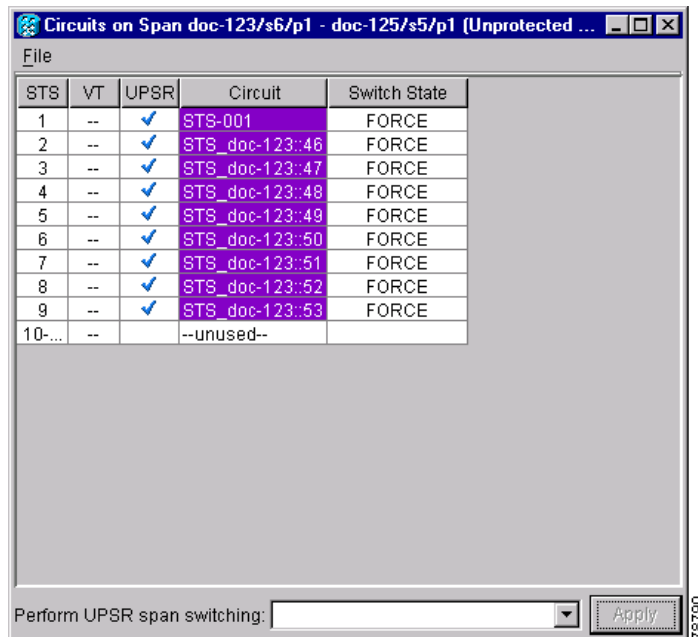 Circuits on Span doc-123/s6/p1 - doc-125/s5/p1 (Unprotected ...
File
STS VT UPSR Circuit Switch State
1 -- ✓ STS-001 FORCE
2 -- ✓ STS_doc-123::46 FORCE
3 -- ✓ STS_doc-123::47 FORCE
4 -- ✓ STS_doc-123::48 FORCE
5 -- ✓ STS_doc-123::49 FORCE
6 -- ✓ STS_doc-123::50 FORCE
7 -- ✓ STS_doc-123::51 FORCE
8 -- ✓ STS_doc-123::52 FORCE
9 -- ✓ STS_doc-123::53 FORCE
10-... -- --unused--
Perform UPSR span switching: Apply